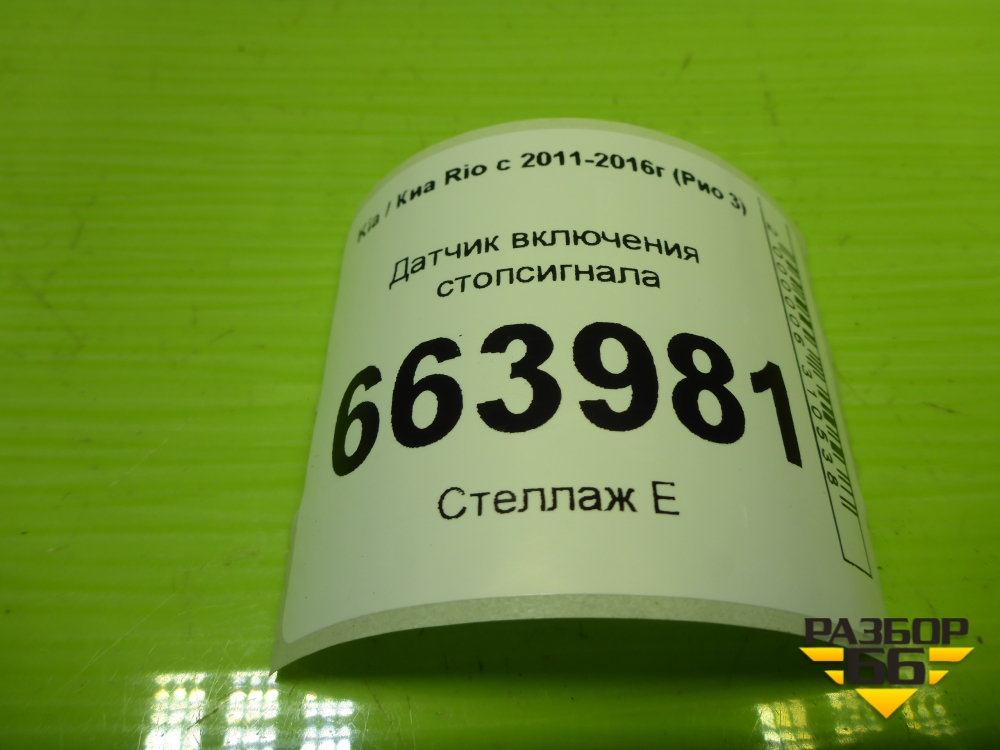 Kia / Киа Rio с 2011-2016г (Рио 3)
Датчик включения
стопсигнала
663981
Стеллаж Е
РАЗБОР
66